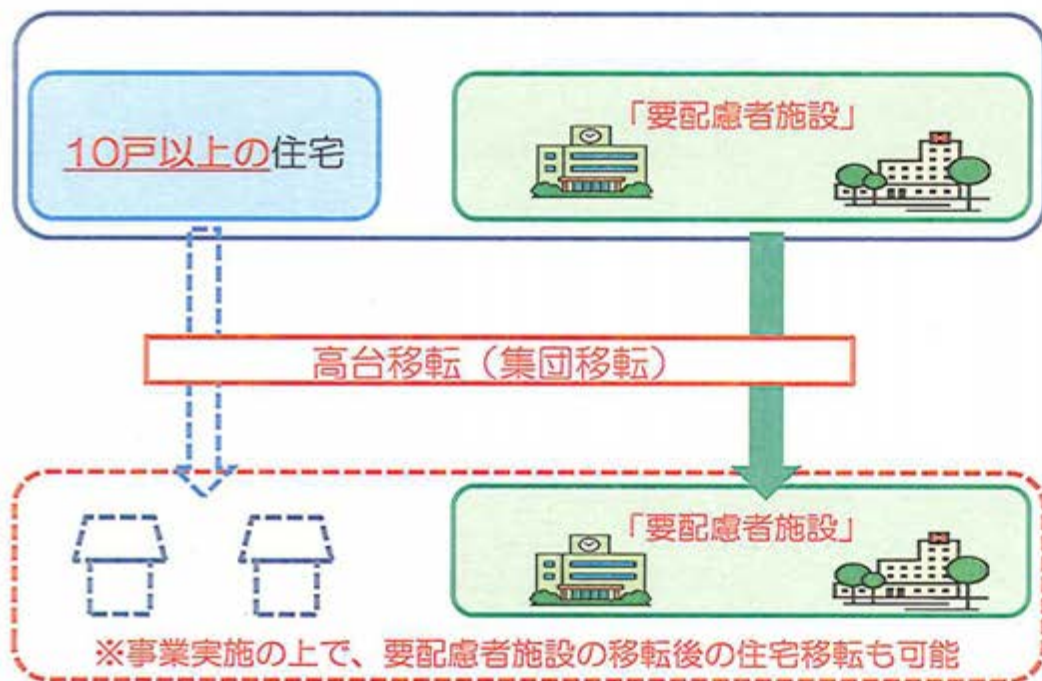 10戸以上の住宅
「要配慮者施設」
高台移転（集団移転）
「要配慮者施設」
※事業実施の上で、要配慮者施設の移転後の住宅移転も可能